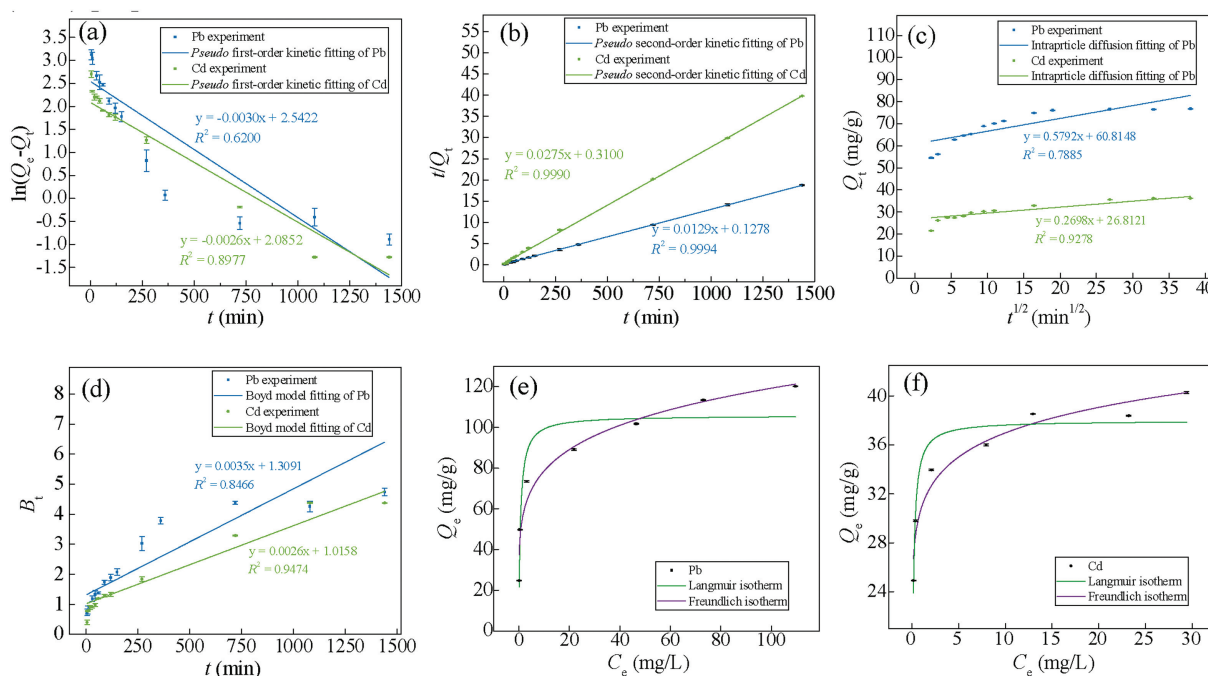 (a)
Pb experiment
Pseudo first-order kinetic fitting of Pb
Cd experiment
Pseudo first-order kinetic fitting of Cd
y = -0.0030x + 2.5422
R² = 0.6200
y = -0.0026x + 2.0852
R² = 0.8977
3.5
3.0
2.5
2.0
1.5
1.0
0.5
0.0
-0.5
-1.0
-1.5
ln(Qe-Qt)
0 250 500 750 1000 1250 1500
t (min)
(b)
Pb experiment
Pseudo second-order kinetic fitting of Pb
Cd experiment
Pseudo second-order kinetic fitting of Cd
y = 0.0275x + 0.3100
R² = 0.9990
y = 0.0129x + 0.1278
R² = 0.9994
60
55
50
45
40
35
30
25
20
15
10
5
0
t/Qt
0 250 500 750 1000 1250 1500
t (min)
(c)
Pb experiment
Intraprticle diffusion fitting of Pb
Cd experiment
Intraprticle diffusion fitting of Pb
y = 0.5792x + 60.8148
R² = 0.7885
y = 0.2698x + 26.8121
R² = 0.9278
110
100
90
80
70
60
50
40
30
20
10
0
Qt (mg/g)
0 5 10 15 20 25 30 35 40
t^1/2 (min^1/2)
(d)
Pb experiment
Boyd model fitting of Pb
Cd experiment
Boyd model fitting of Cd
y = 0.0035x + 1.3091
R² = 0.8466
y = 0.0026x + 1.0158
R² = 0.9474
8
7
6
5
4
3
2
1
0
Bt
0 250 500 750 1000 1250 1500
t (min)
(e)
Pb
Langmuir isotherm
Freundlich isotherm
120
100
80
60
40
20
0
Qe (mg/g)
0 20 40 60 80 100
Ce (mg/L)
(f)
Cd
Langmuir isotherm
Freundlich isotherm
40
36
32
28
24
Qe (mg/g)
0 5 10 15 20 25 30
Ce (mg/L)